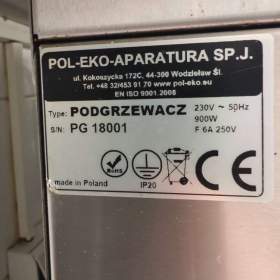 POL-EKO-APARATURA SP.J.
ul. Kokoszycka 172C, 44-300 Wodzisław Śl.
Tel. +48 32/453 91 70 www.pol-eko.eu
EN ISO 9001:2008
Type: PODGRZEWACZ 230V ~ 50Hz
900W
S/N: PG 18001 F 6A 250V
Made in Poland RoHS IP20 CE